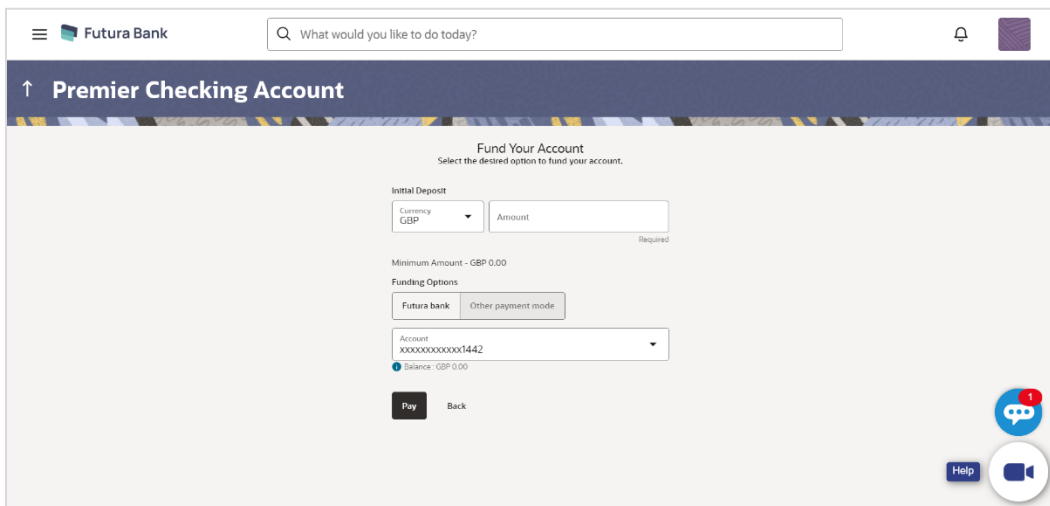 Futura Bank
What would you like to do today?
Premier Checking Account
Fund Your Account
Select the desired option to fund your account.
Initial Deposit
Currency
GBP
Amount
Required
Minimum Amount - GBP 0.00
Funding Options
Futura bank Other payment mode
Account
xxxxxxxxxxxx1442
Balance : GBP 0.00
Pay Back
1
Help